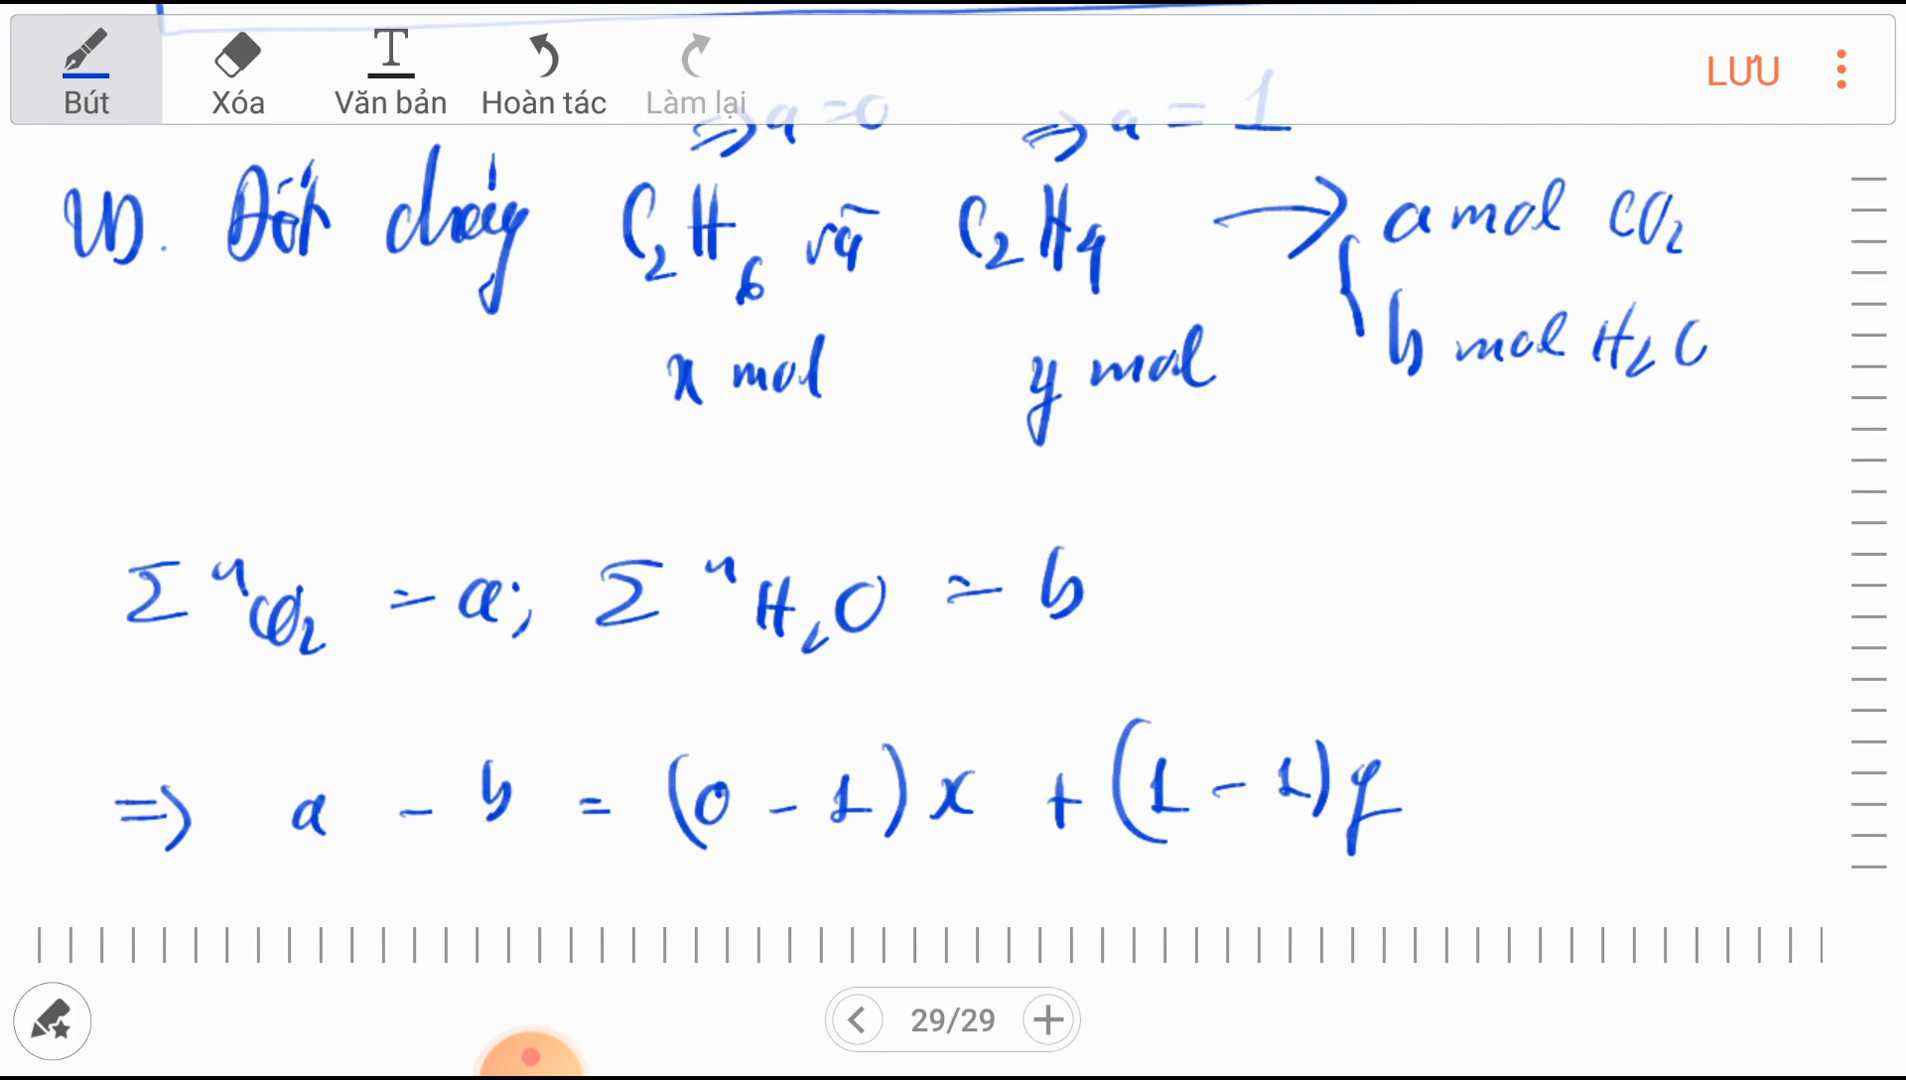 Bút Xóa Văn bản Hoàn tác Làm lại LƯU
=> a = 0 => a = 1
VD. Đốt cháy C2H6 và C2H4 → a mol CO2
b mol H2O
x mol y mol
Σ nCO2 = a; Σ nH2O = b
=> a - b = (0 - 1)x + (1 - 1)y
29/29